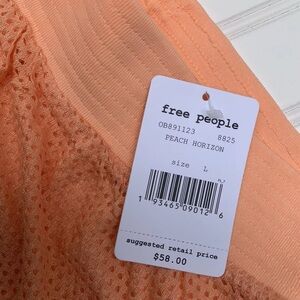 free people
OB891123 8825
PEACH HORIZON
size L
1 93465 09012 6
suggested retail price
$58.00